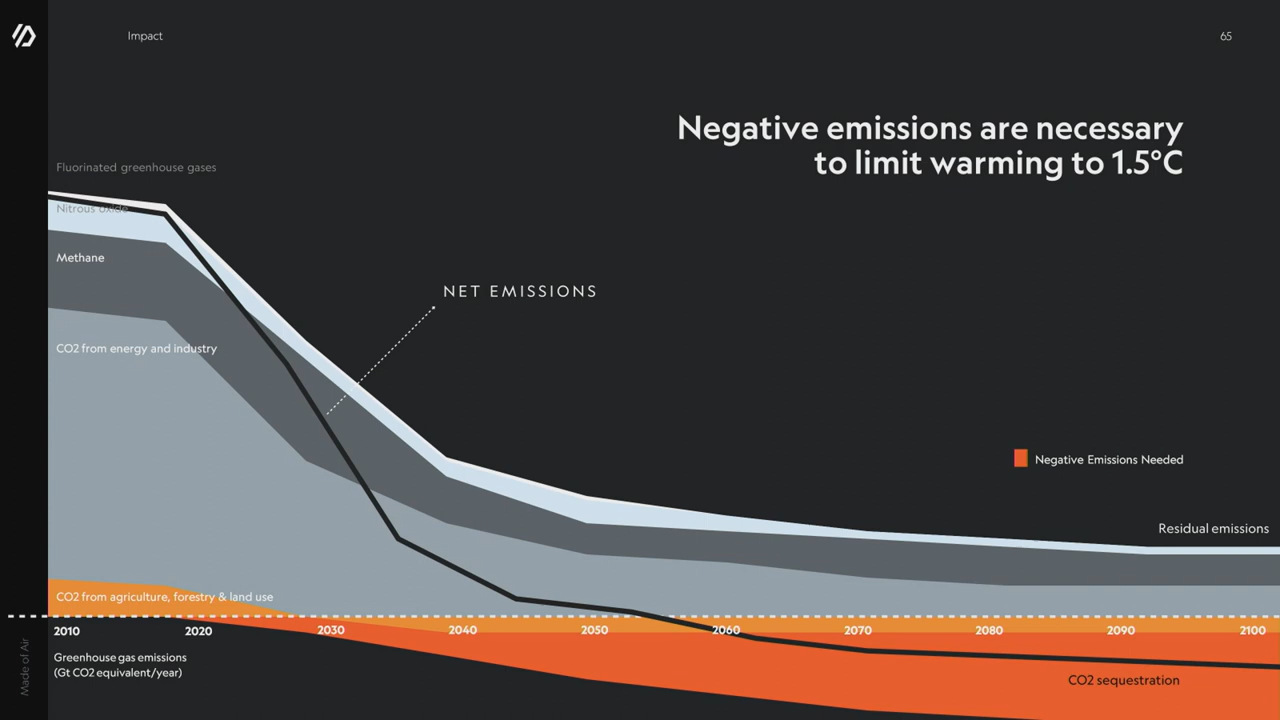 Impact
65
Negative emissions are necessary
to limit warming to 1.5°C
Fluorinated greenhouse gases
Nitrous oxide
Methane
NET EMISSIONS
CO2 from energy and industry
Negative Emissions Needed
Residual emissions
CO2 from agriculture, forestry & land use
2010 2020 2030 2040 2050 2060 2070 2080 2090 2100
Greenhouse gas emissions
(Gt CO2 equivalent/year)
CO2 sequestration
Made of Air